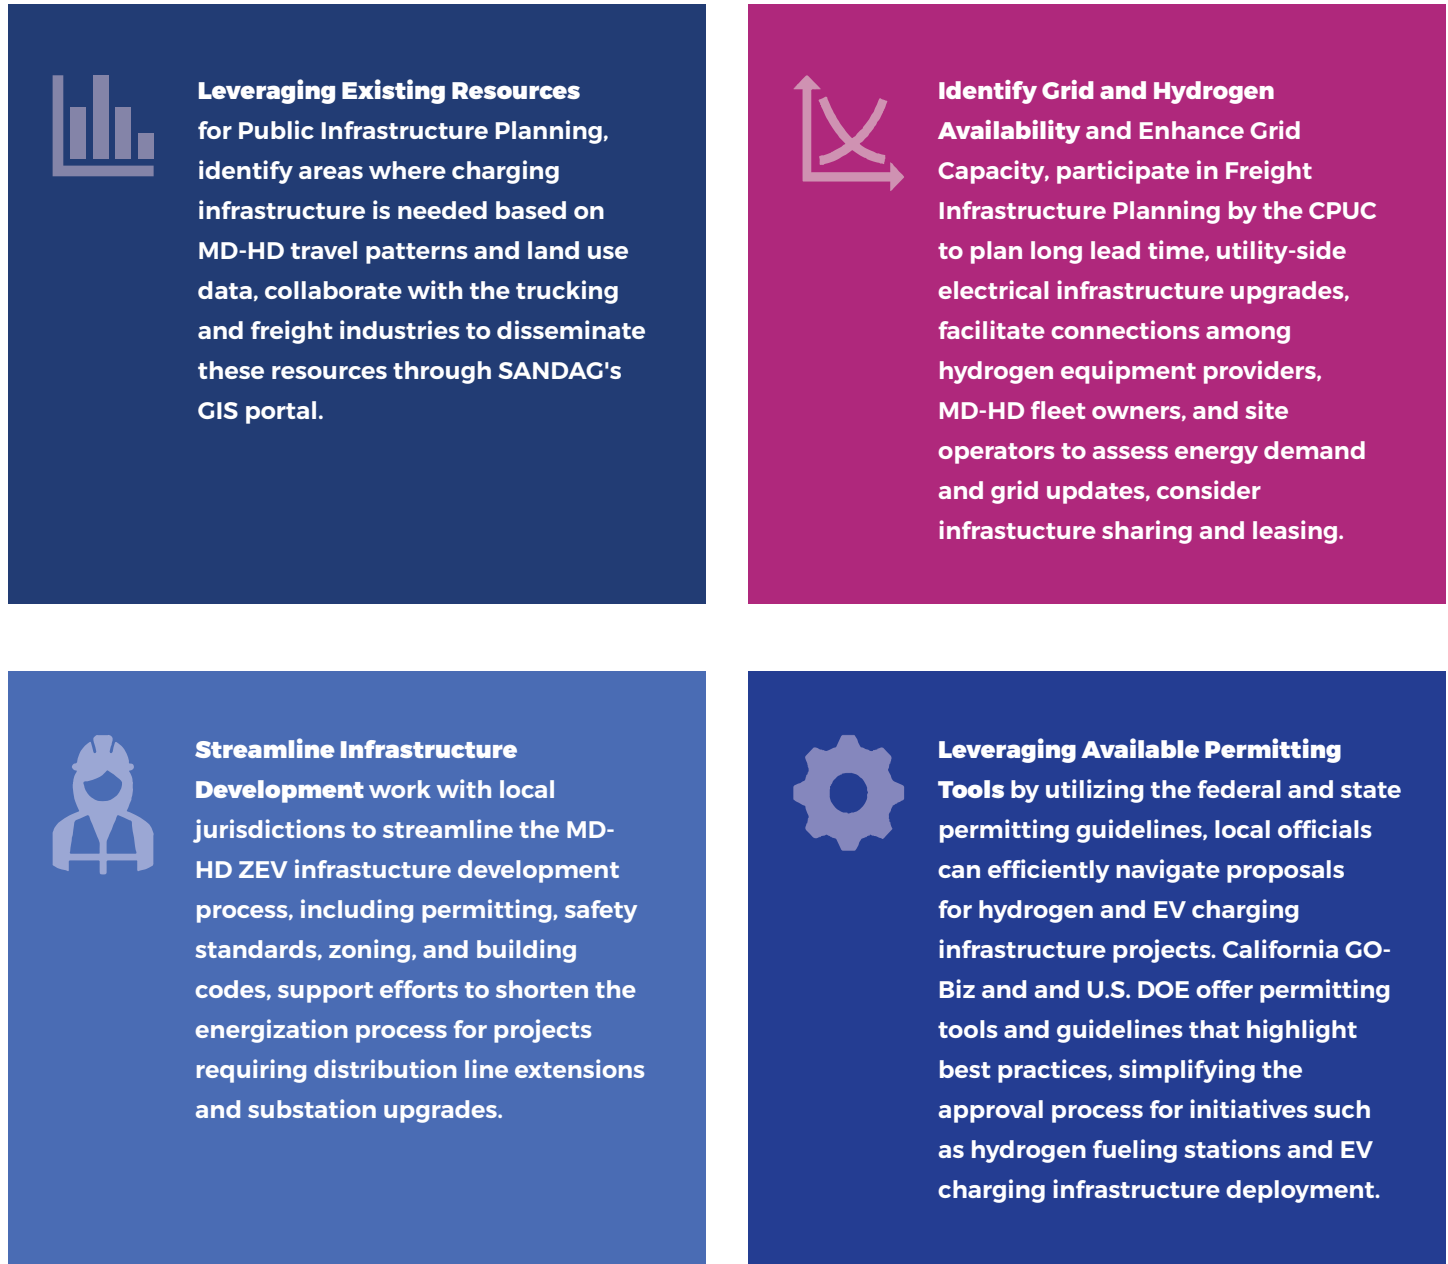 Leveraging Existing Resources
for Public Infrastructure Planning,
identify areas where charging
infrastructure is needed based on
MD-HD travel patterns and land use
data, collaborate with the trucking
and freight industries to disseminate
these resources through SANDAG's
GIS portal.
Identify Grid and Hydrogen
Availability and Enhance Grid
Capacity, participate in Freight
Infrastructure Planning by the CPUC
to plan long lead time, utility-side
electrical infrastructure upgrades,
facilitate connections among
hydrogen equipment providers,
MD-HD fleet owners, and site
operators to assess energy demand
and grid updates, consider
infrastucture sharing and leasing.
Streamline Infrastructure
Development work with local
jurisdictions to streamline the MD-
HD ZEV infrastucture development
process, including permitting, safety
standards, zoning, and building
codes, support efforts to shorten the
energization process for projects
requiring distribution line extensions
and substation upgrades.
Leveraging Available Permitting
Tools by utilizing the federal and state
permitting guidelines, local officials
can efficiently navigate proposals
for hydrogen and EV charging
infrastructure projects. California GO-
Biz and and U.S. DOE offer permitting
tools and guidelines that highlight
best practices, simplifying the
approval process for initiatives such
as hydrogen fueling stations and EV
charging infrastructure deployment.